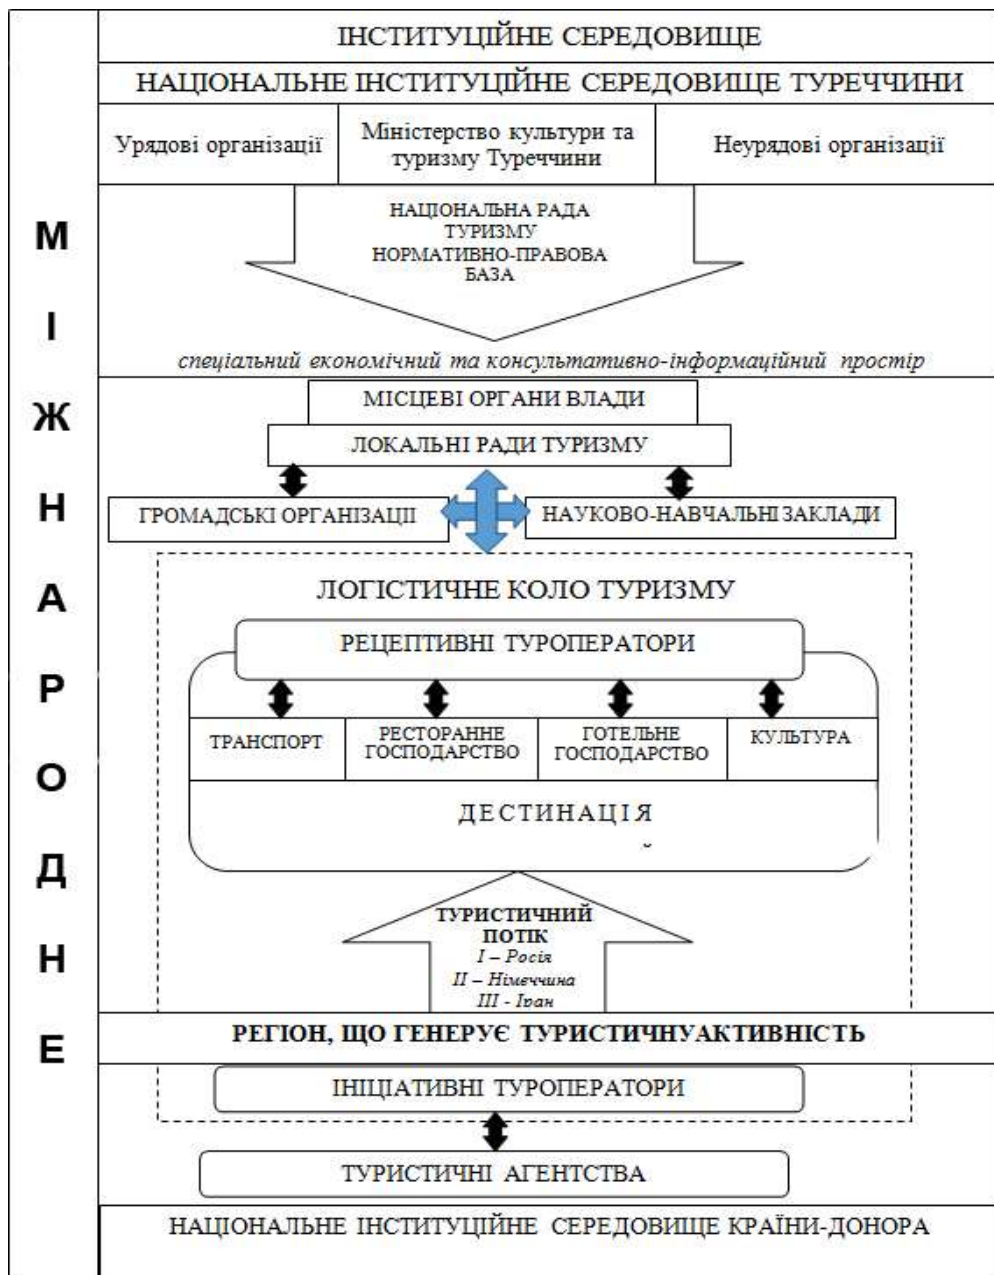 МІЖНАРОДНЕ
ІНСТИТУЦІЙНЕ СЕРЕДОВИЩЕ
НАЦІОНАЛЬНЕ ІНСТИТУЦІЙНЕ СЕРЕДОВИЩЕ ТУРЕЧЧИНИ
Урядові організації
Міністерство культури та
туризму Туреччини
Неурядові організації
НАЦІОНАЛЬНА РАДА
ТУРИЗМУ
НОРМАТИВНО-ПРАВОВА
БАЗА
спеціальний економічний та консультативно-інформаційний простір
МІСЦЕВІ ОРГАНИ ВЛАДИ
ЛОКАЛЬНІ РАДИ ТУРИЗМУ
ГРОМАДСЬКІ ОРГАНІЗАЦІЇ
НАУКОВО-НАВЧАЛЬНІ ЗАКЛАДИ
ЛОГІСТИЧНЕ КОЛО ТУРИЗМУ
РЕЦЕПТИВНІ ТУРОПЕРАТОРИ
ТРАНСПОРТ
РЕСТОРАННЕ
ГОСПОДАРСТВО
ГОТЕЛЬНЕ
ГОСПОДАРСТВО
КУЛЬТУРА
ДЕСТИНАЦІЯ
ТУРИСТИЧНИЙ
ПОТІК
I – Росія
II – Німеччина
III - Іран
РЕГІОН, ЩО ГЕНЕРУЄ ТУРИСТИЧНУАКТИВНІСТЬ
ІНІЦІАТИВНІ ТУРОПЕРАТОРИ
ТУРИСТИЧНІ АГЕНТСТВА
НАЦІОНАЛЬНЕ ІНСТИТУЦІЙНЕ СЕРЕДОВИЩЕ КРАЇНИ-ДОНОРА